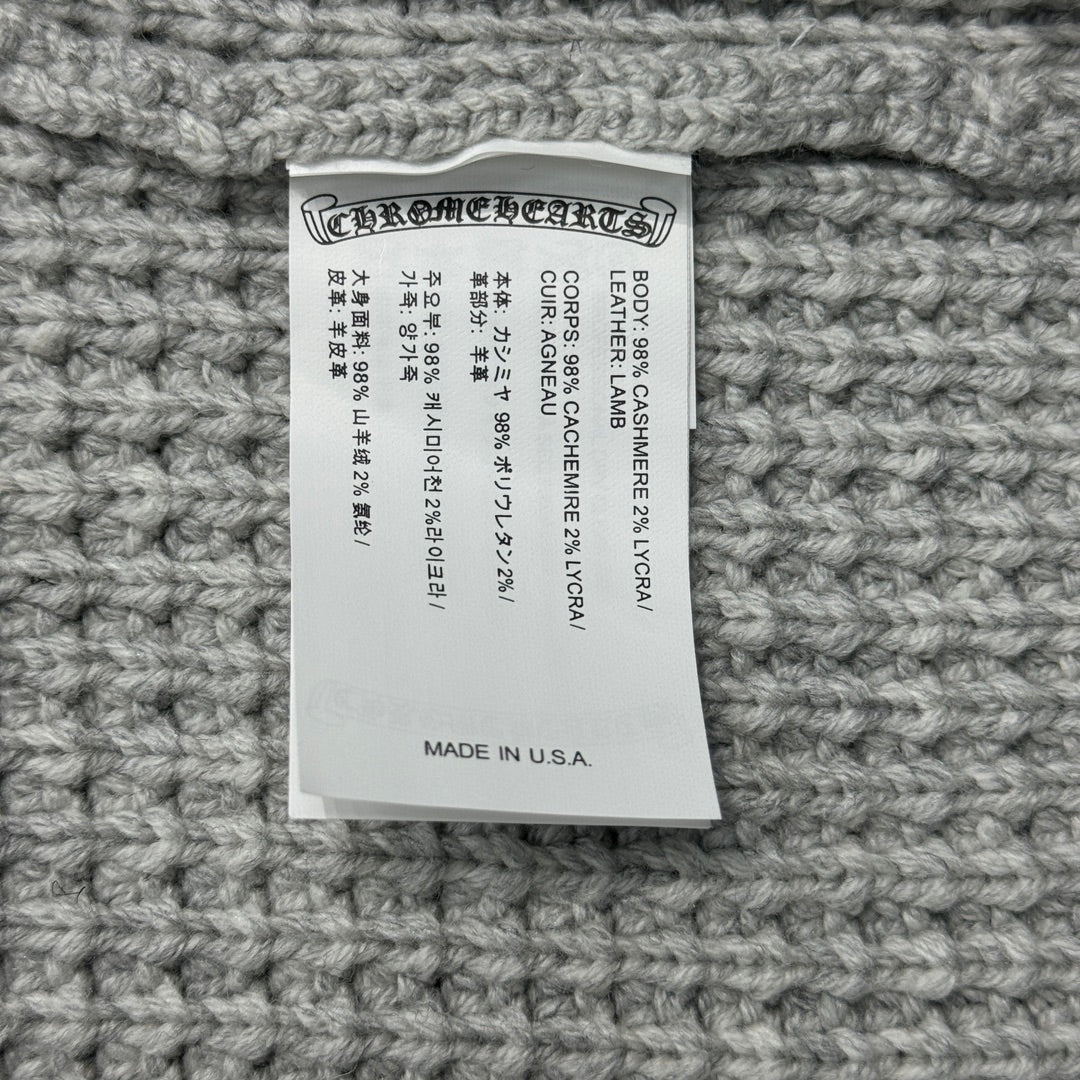 CHROME HEARTS
BODY: 98% CASHMERE 2% LYCRA/
LEATHER: LAMB
CORPS: 98% CACHEMIRE 2% LYCRA/
CUIR: AGNEAU
本体: カシミヤ 98% ポリウレタン2%/
革部分: 羊革
주요부: 98% 캐시미어천 2%라이크라/
가죽: 양가죽
大身面料: 98% 山羊绒 2% 氨纶/
皮革: 羊皮革
MADE IN U.S.A.